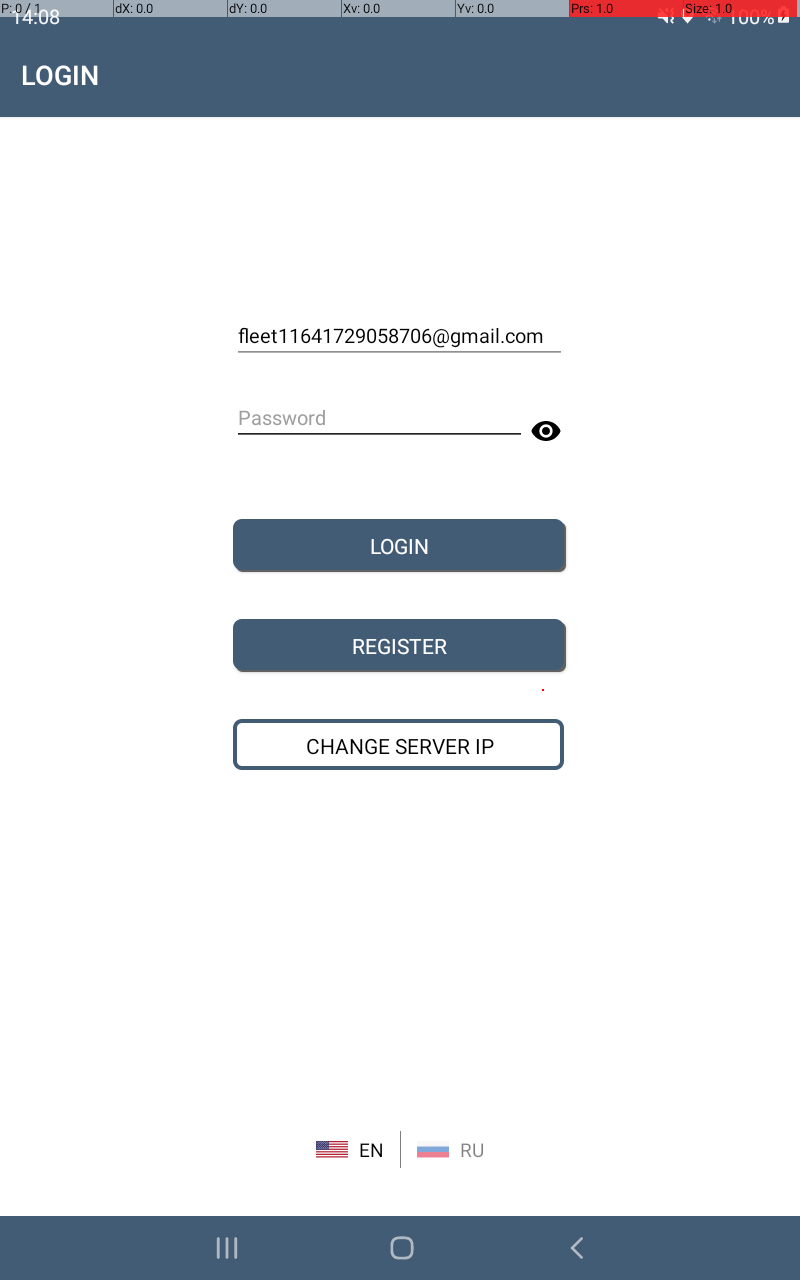 P: 0 / 1 dX: 0.0 dY: 0.0 Xv: 0.0 Yv: 0.0 Prs: 1.0 Size: 1.0
14:08 100%
LOGIN
fleet11641729058706@gmail.com
Password
LOGIN
REGISTER
CHANGE SERVER IP
EN RU